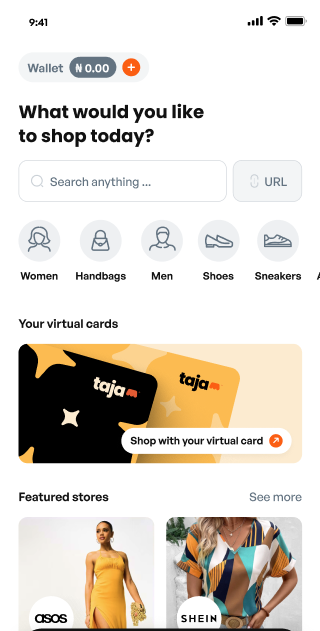 9:41
Wallet ₦ 0.00 +
What would you like
to shop today?
Search anything ... URL
Women Handbags Men Shoes Sneakers
Your virtual cards
taja taja
Shop with your virtual card
Featured stores See more
asos SHEIN